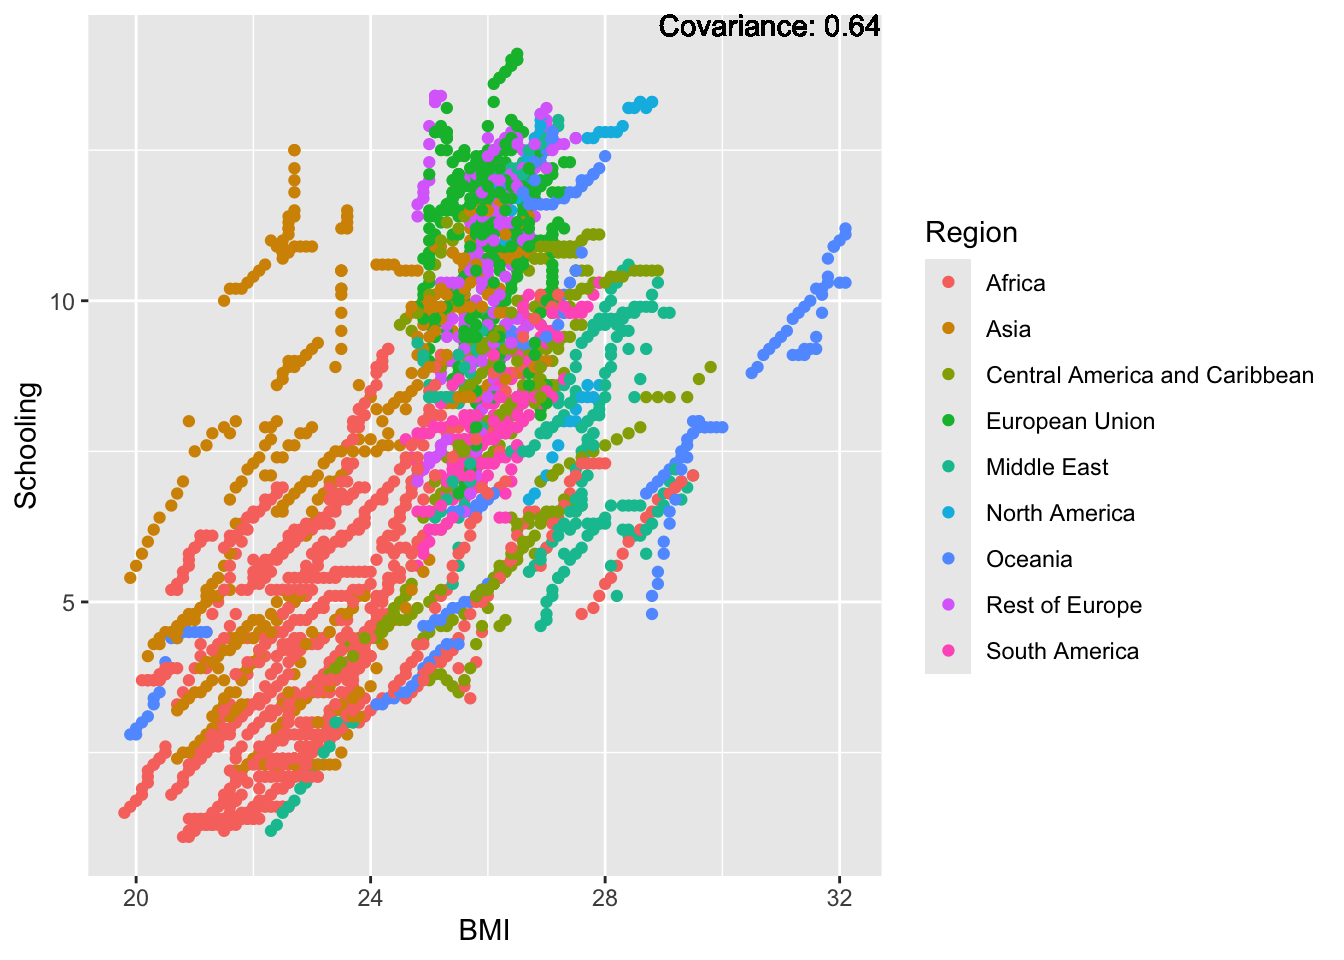 Covariance: 0.64
Schooling
10
5
20 24 28 32
BMI
Region
Africa
Asia
Central America and Caribbean
European Union
Middle East
North America
Oceania
Rest of Europe
South America